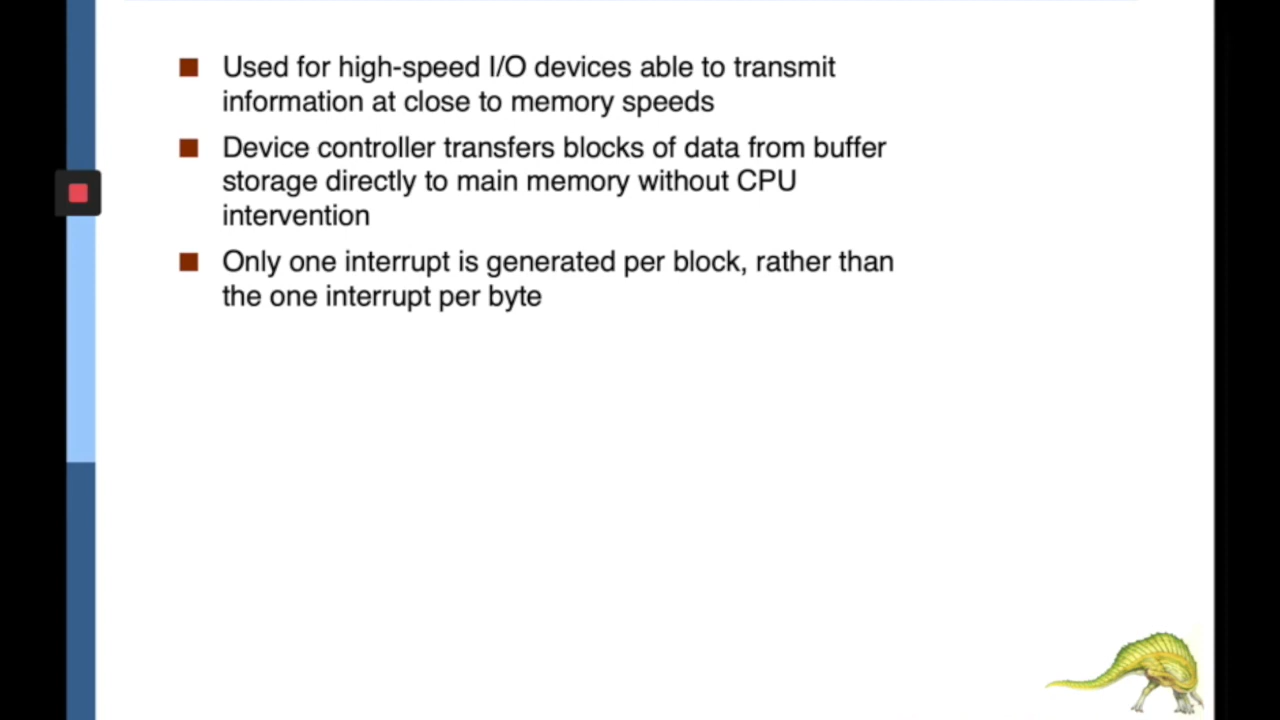 Used for high-speed I/O devices able to transmit
information at close to memory speeds
Device controller transfers blocks of data from buffer
storage directly to main memory without CPU
intervention
Only one interrupt is generated per block, rather than
the one interrupt per byte